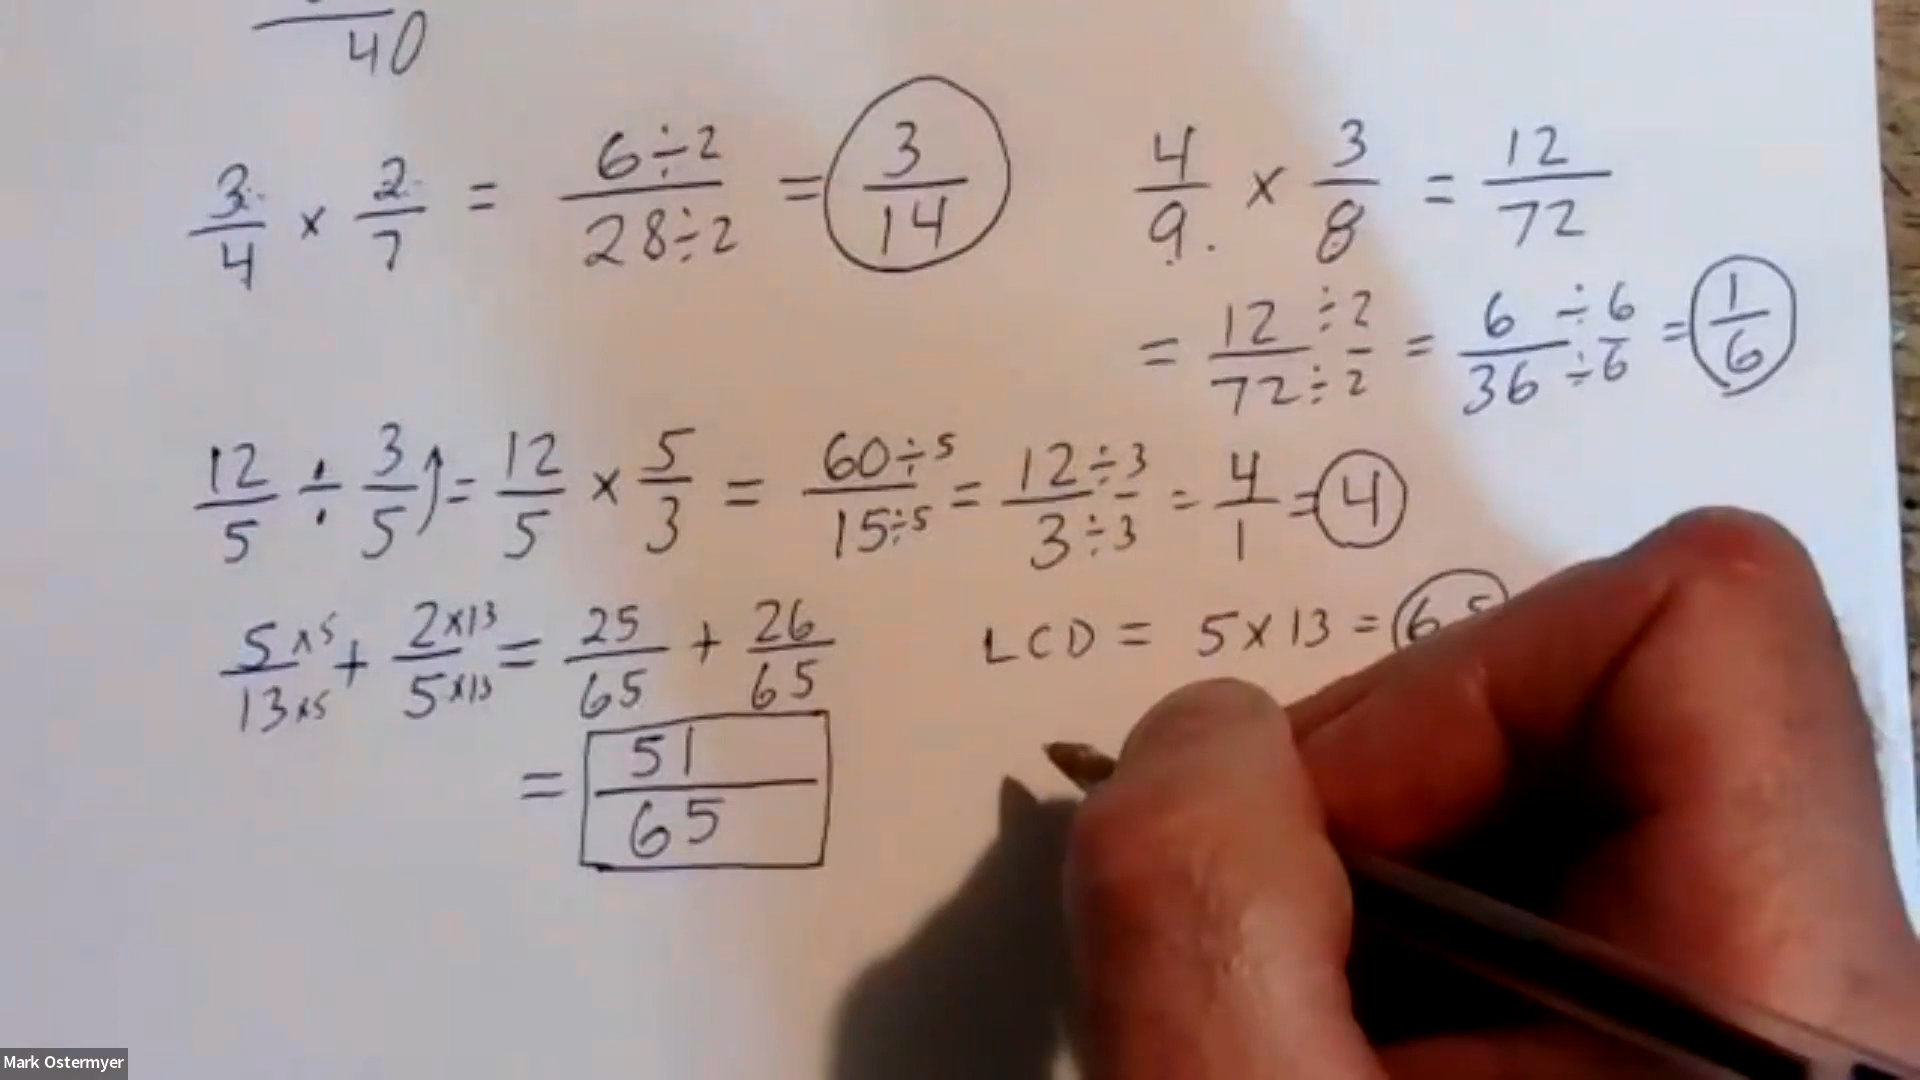 40
3/4 × 2/7 = 6÷2/28÷2 = 3/14
4/9. × 3/8 = 12/72
= 12÷2/72÷2 = 6÷6/36÷6 = 1/6
12/5 ÷ 3/5 = 12/5 × 5/3 = 60÷5/15÷5 = 12÷3/3÷3 = 4/1 = 4
5×5/13×5 + 2×13/5×13 = 25/65 + 26/65
LCD = 5×13 = 65
= 51/65
Mark Ostermyer